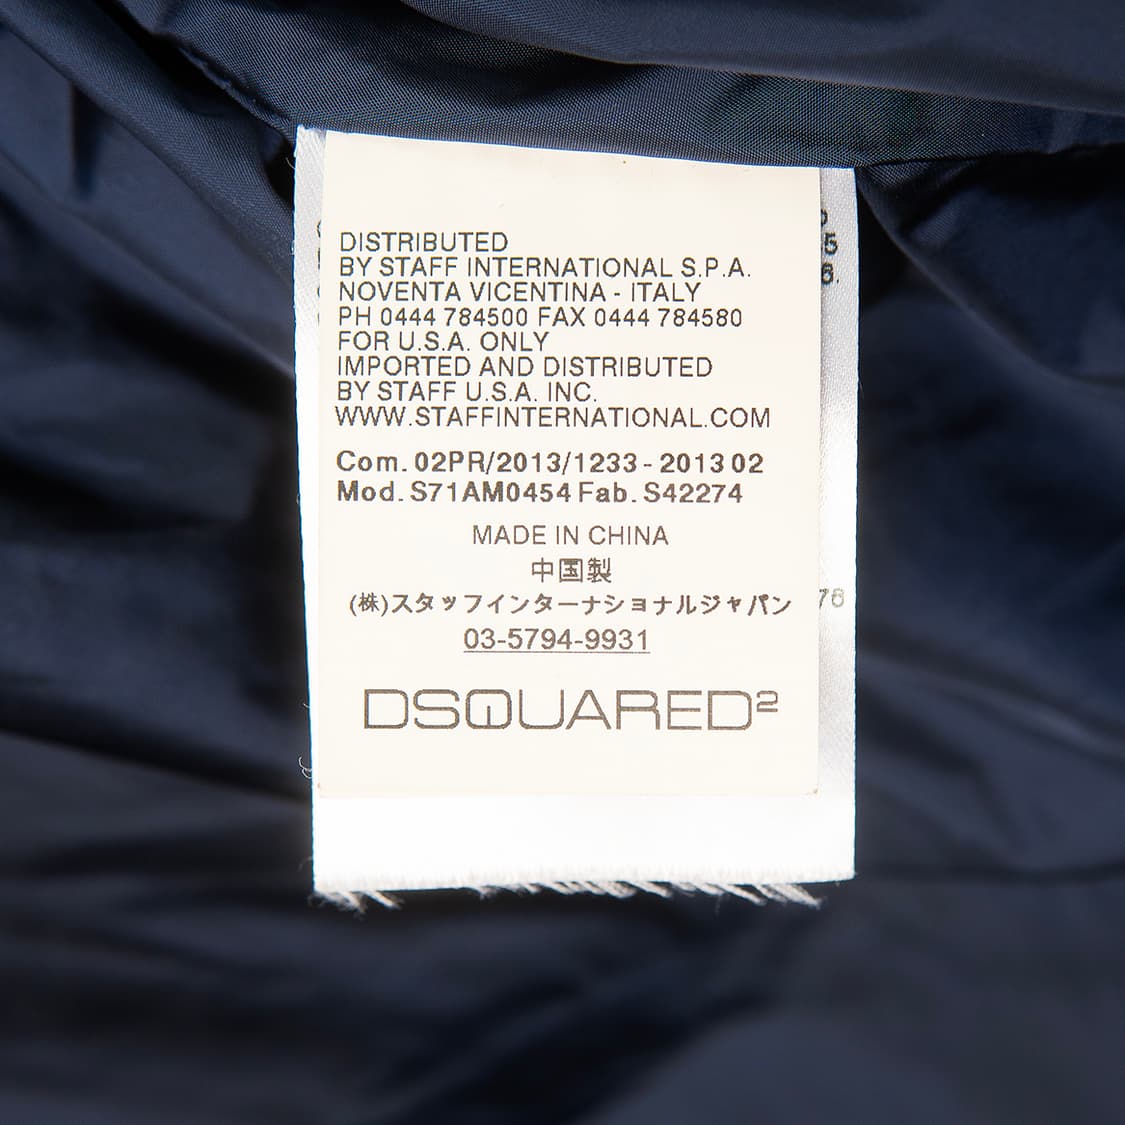 DISTRIBUTED
BY STAFF INTERNATIONAL S.P.A.
NOVENTA VICENTINA - ITALY
PH 0444 784500 FAX 0444 784580
FOR U.S.A. ONLY
IMPORTED AND DISTRIBUTED
BY STAFF U.S.A. INC.
WWW.STAFFINTERNATIONAL.COM
Com. 02PR/2013/1233 - 2013 02
Mod. S71AM0454 Fab. S42274
MADE IN CHINA
中国製
(株)スタッフインターナショナルジャパン
03-5794-9931
DSQUARED2